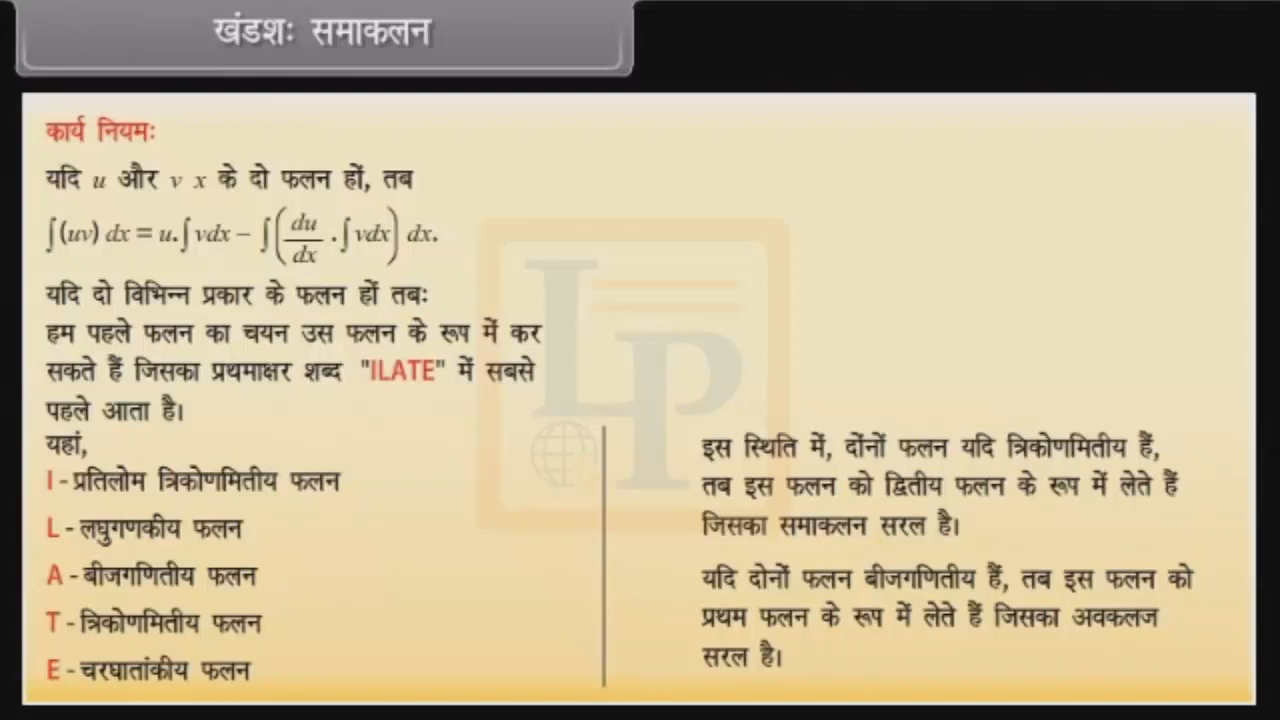 खंडशः समाकलन
कार्य नियमः
यदि u और v x के दो फलन हों, तब
∫(uv) dx = u.∫vdx − ∫(du/dx .∫vdx) dx.
यदि दो विभिन्न प्रकार के फलन हों तबः
हम पहले फलन का चयन उस फलन के रूप में कर
सकते हैं जिसका प्रथमाक्षर शब्द "ILATE" में सबसे
पहले आता है।
यहां,
I - प्रतिलोम त्रिकोणमितीय फलन
L - लघुगणकीय फलन
A - बीजगणितीय फलन
T - त्रिकोणमितीय फलन
E - चरघातांकीय फलन
इस स्थिति में, दोंनों फलन यदि त्रिकोणमितीय हैं,
तब इस फलन को द्वितीय फलन के रूप में लेते हैं
जिसका समाकलन सरल है।
यदि दोनों फलन बीजगणितीय हैं, तब इस फलन को
प्रथम फलन के रूप में लेते हैं जिसका अवकलज
सरल है।
LP